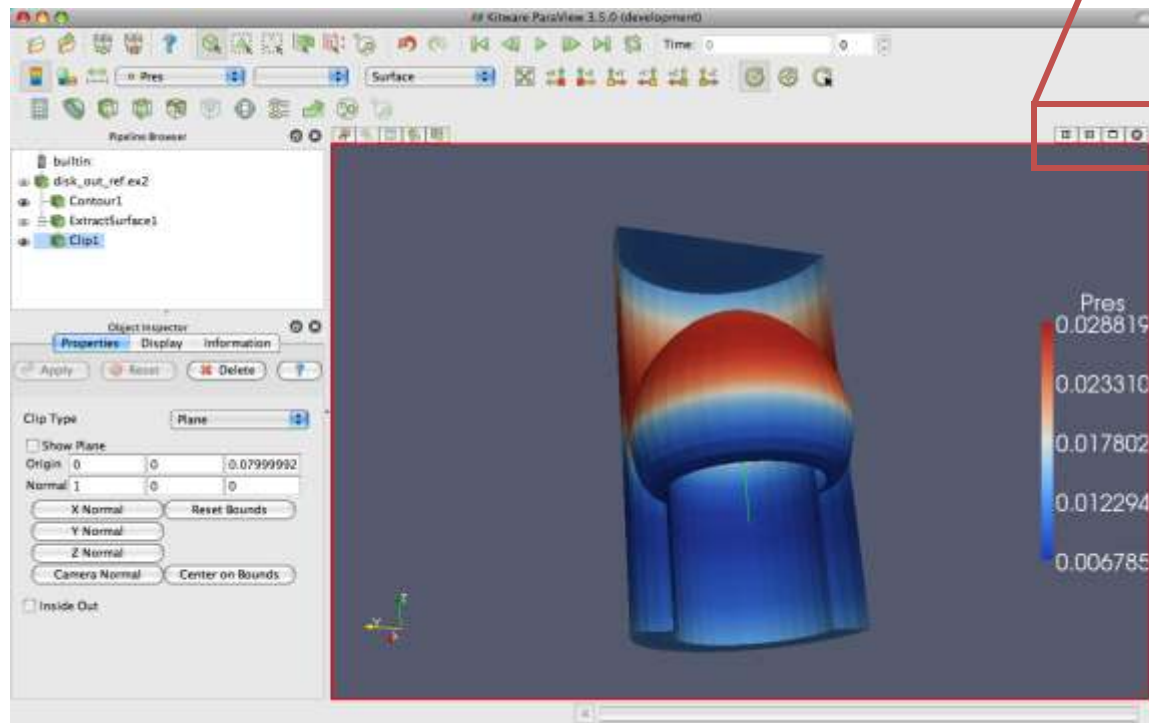 Kitware ParaView 3.5.0 (development)
Time: 0 0
Pres Surface
Pipeline Browser
builtin:
disk_out_ref.ex2
Contour1
ExtractSurface1
Clip1
Object Inspector
Properties Display Information
Apply Reset Delete ?
Clip Type Plane
Show Plane
Origin 0 0 0.07999992
Normal 1 0 0
X Normal Reset Bounds
Y Normal
Z Normal
Camera Normal Center on Bounds
Inside Out
Pres
0.028819
0.023310
0.017802
0.012294
0.006785
Z
Y